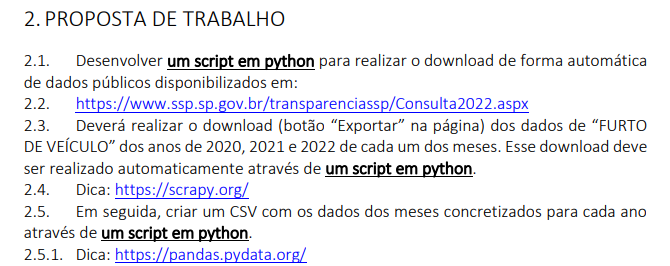 2. PROPOSTA DE TRABALHO
2.1. Desenvolver um script em python para realizar o download de forma automática
de dados públicos disponibilizados em:
2.2. https://www.ssp.sp.gov.br/transparenciassp/Consulta2022.aspx
2.3. Deverá realizar o download (botão “Exportar” na página) dos dados de “FURTO
DE VEÍCULO” dos anos de 2020, 2021 e 2022 de cada um dos meses. Esse download deve
ser realizado automaticamente através de um script em python.
2.4. Dica: https://scrapy.org/
2.5. Em seguida, criar um CSV com os dados dos meses concretizados para cada ano
através de um script em python.
2.5.1. Dica: https://pandas.pydata.org/